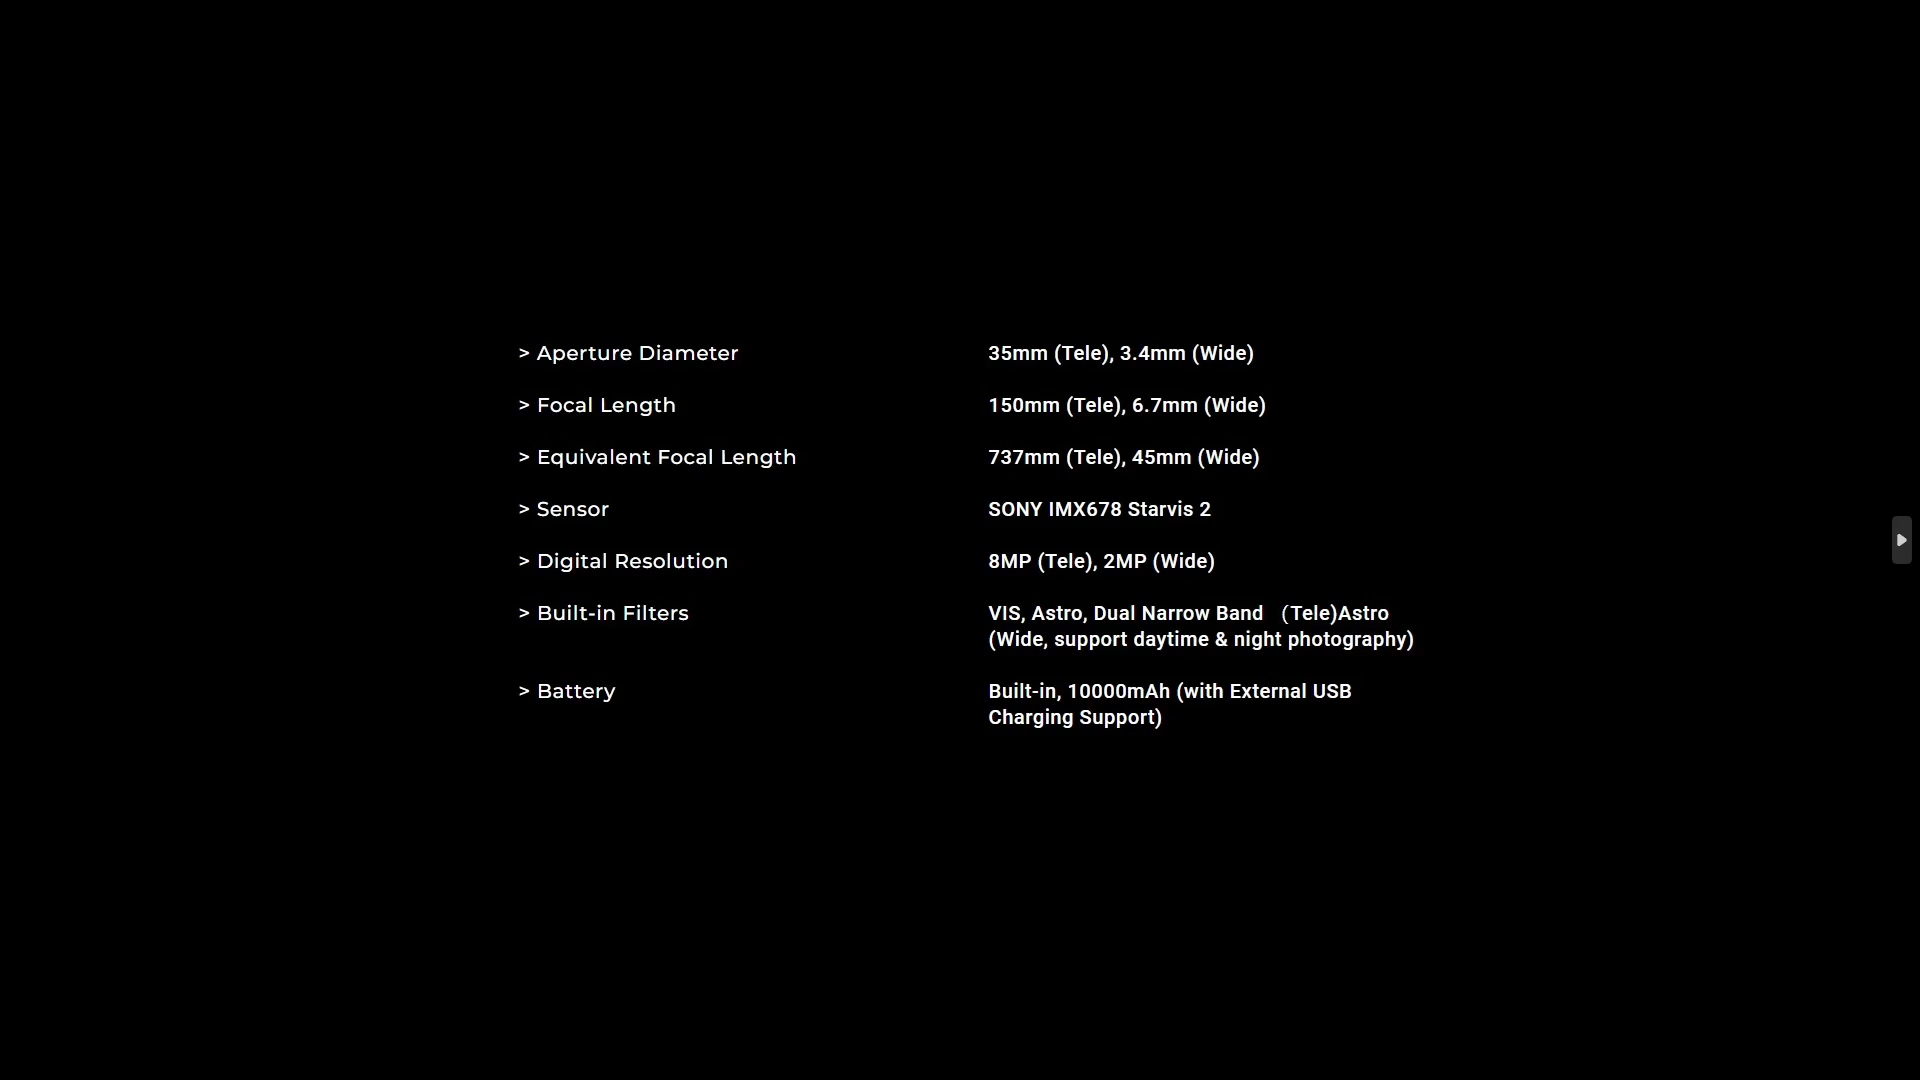 > Aperture Diameter 35mm (Tele), 3.4mm (Wide)
> Focal Length 150mm (Tele), 6.7mm (Wide)
> Equivalent Focal Length 737mm (Tele), 45mm (Wide)
> Sensor SONY IMX678 Starvis 2
> Digital Resolution 8MP (Tele), 2MP (Wide)
> Built-in Filters VIS, Astro, Dual Narrow Band （Tele)Astro
(Wide, support daytime & night photography)
> Battery Built-in, 10000mAh (with External USB
Charging Support)